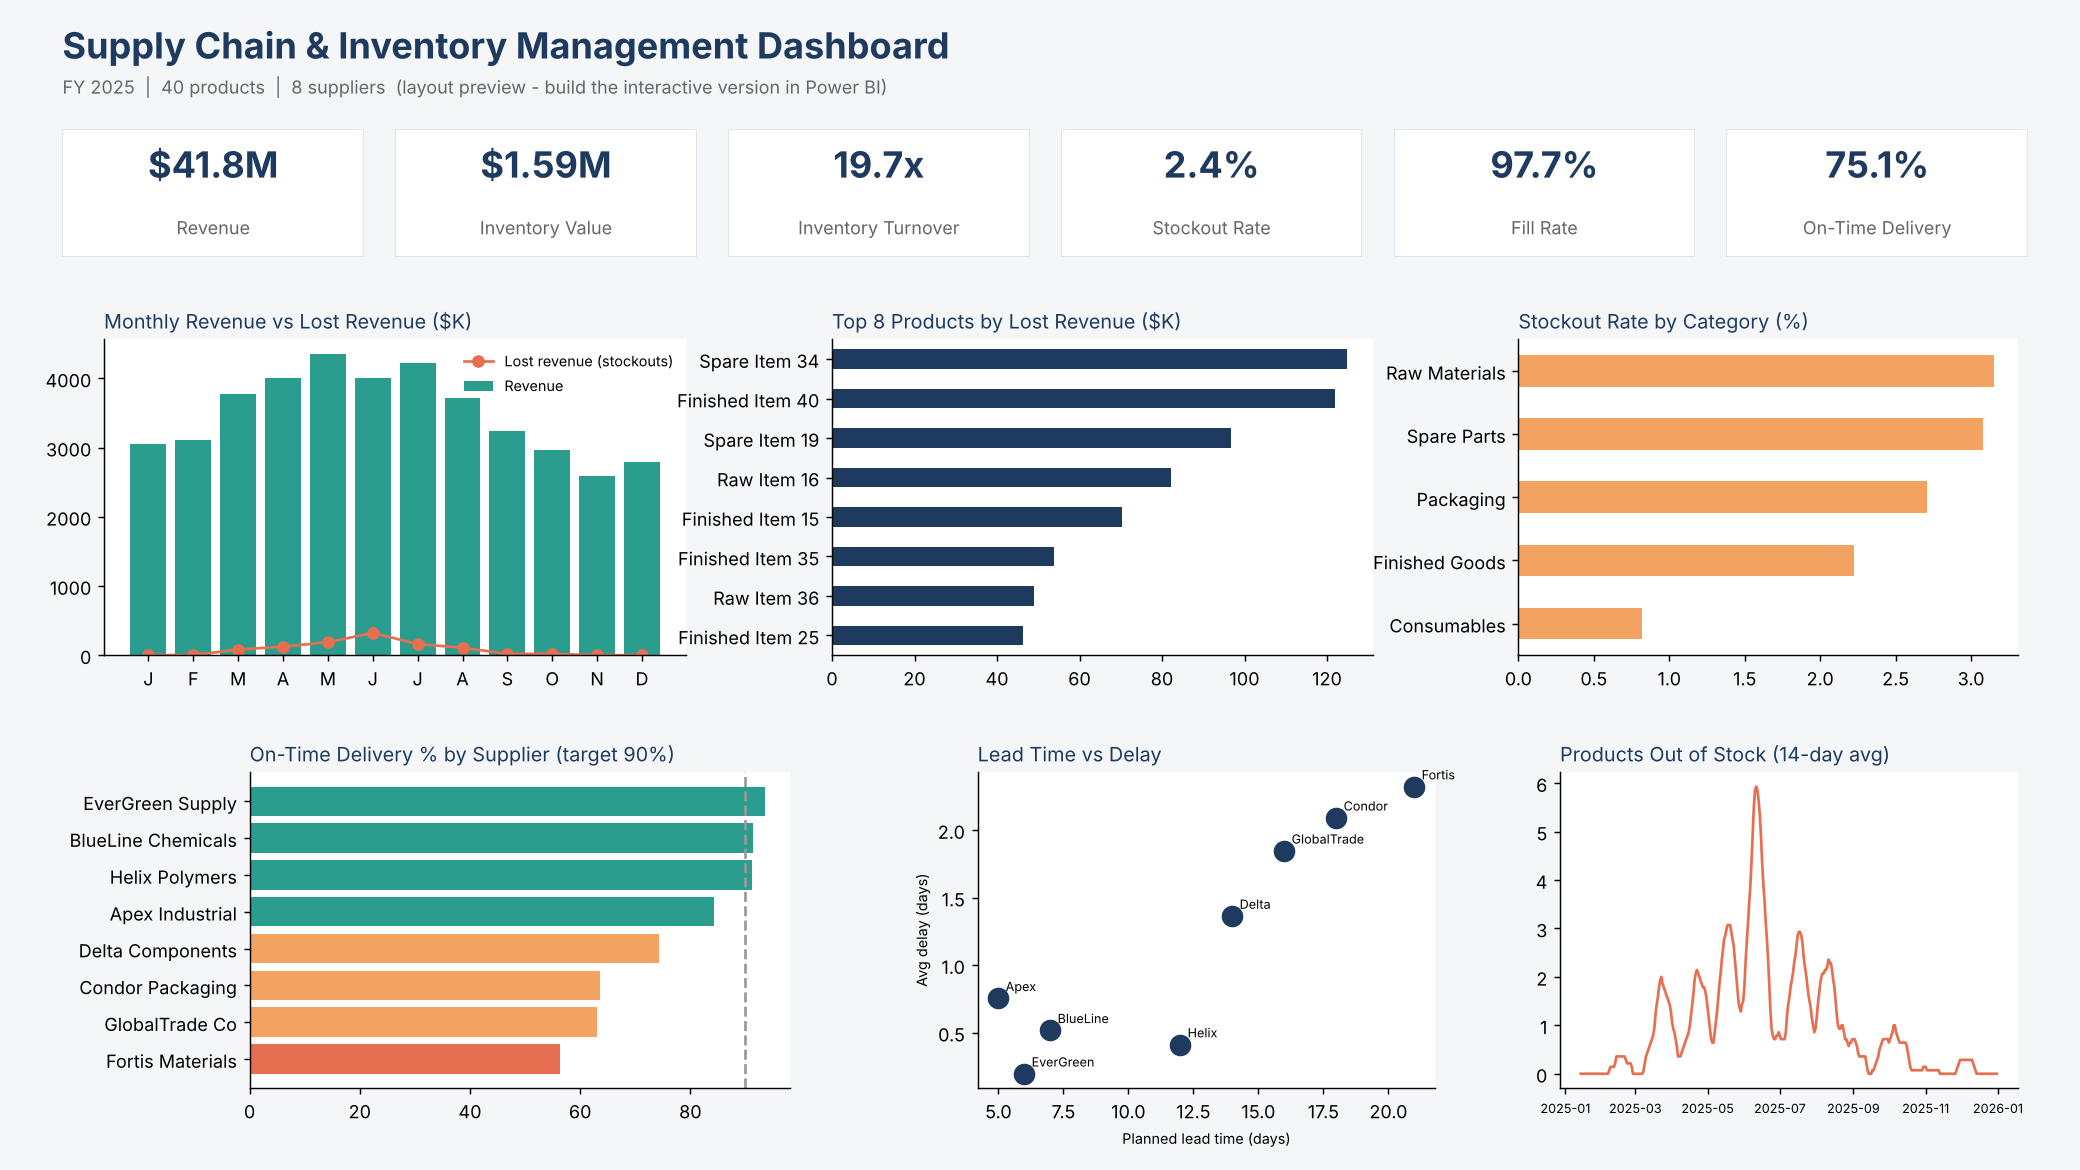 Supply Chain & Inventory Management Dashboard
FY 2025 | 40 products | 8 suppliers (layout preview - build the interactive version in Power BI)
$41.8M
Revenue
$1.59M
Inventory Value
19.7x
Inventory Turnover
2.4%
Stockout Rate
97.7%
Fill Rate
75.1%
On-Time Delivery
Monthly Revenue vs Lost Revenue ($K)
Lost revenue (stockouts)
Revenue
4000
3000
2000
1000
0
J F M A M J J A S O N D
Top 8 Products by Lost Revenue ($K)
Spare Item 34
Finished Item 40
Spare Item 19
Raw Item 16
Finished Item 15
Finished Item 35
Raw Item 36
Finished Item 25
0 20 40 60 80 100 120
Stockout Rate by Category (%)
Raw Materials
Spare Parts
Packaging
Finished Goods
Consumables
0.0 0.5 1.0 1.5 2.0 2.5 3.0
On-Time Delivery % by Supplier (target 90%)
EverGreen Supply
BlueLine Chemicals
Helix Polymers
Apex Industrial
Delta Components
Condor Packaging
GlobalTrade Co
Fortis Materials
0 20 40 60 80
Lead Time vs Delay
Avg delay (days)
2.0
1.5
1.0
0.5
Fortis
Condor
GlobalTrade
Delta
Apex
BlueLine
Helix
EverGreen
5.0 7.5 10.0 12.5 15.0 17.5 20.0
Planned lead time (days)
Products Out of Stock (14-day avg)
6
5
4
3
2
1
0
2025-01 2025-03 2025-05 2025-07 2025-09 2025-11 2026-01